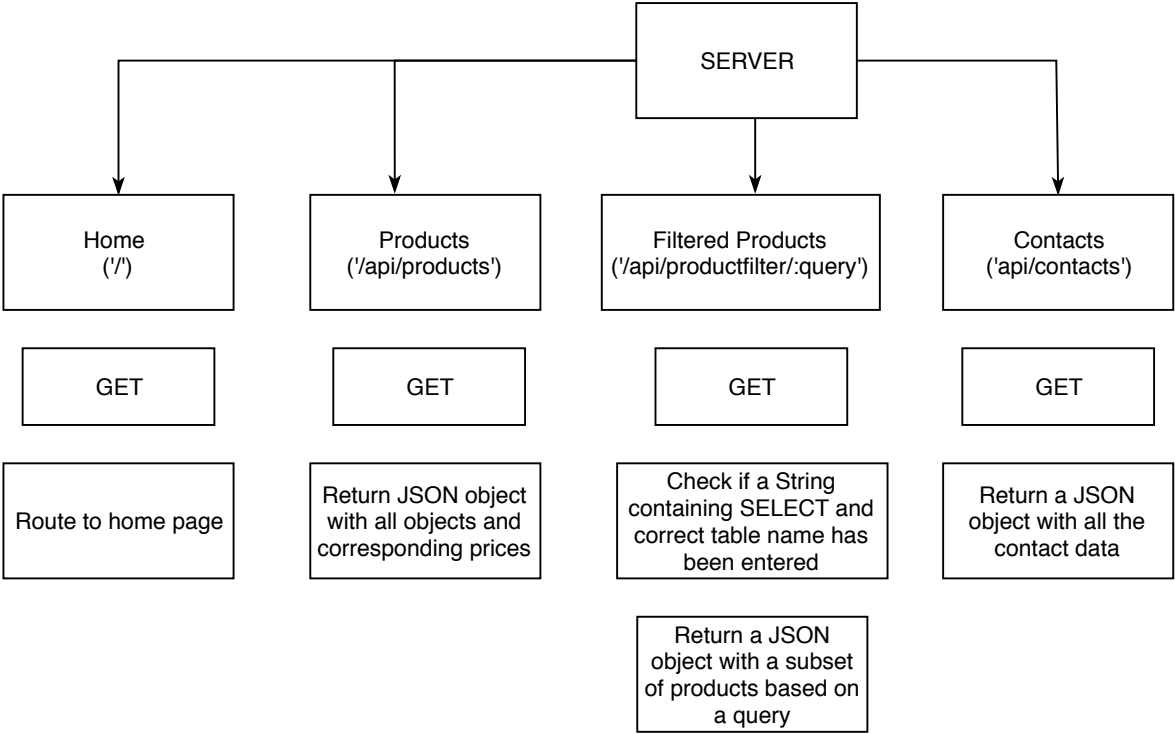 SERVER
Home
('/')
Products
('/api/products')
Filtered Products
('/api/productfilter/:query')
Contacts
('api/contacts')
GET
GET
GET
GET
Route to home page
Return JSON object
with all objects and
corresponding prices
Check if a String
containing SELECT and
correct table name has
been entered
Return a JSON
object with all the
contact data
Return a JSON
object with a subset
of products based on
a query